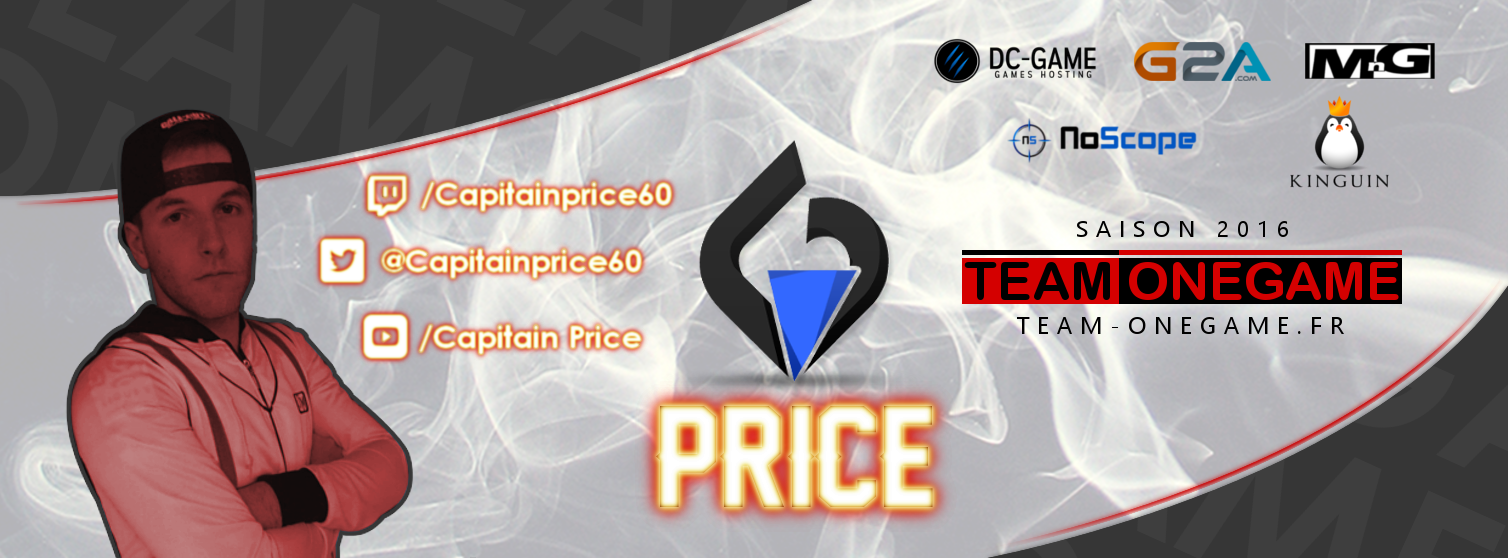 /Capitainprice60
@Capitainprice60
/Capitain Price
PRICE
DC-GAME
GAMES HOSTING
G2A
.COM
M.G
NS NoScope
KINGUIN
SAISON 2016
TEAM ONEGAME
TEAM-ONEGAME.FR